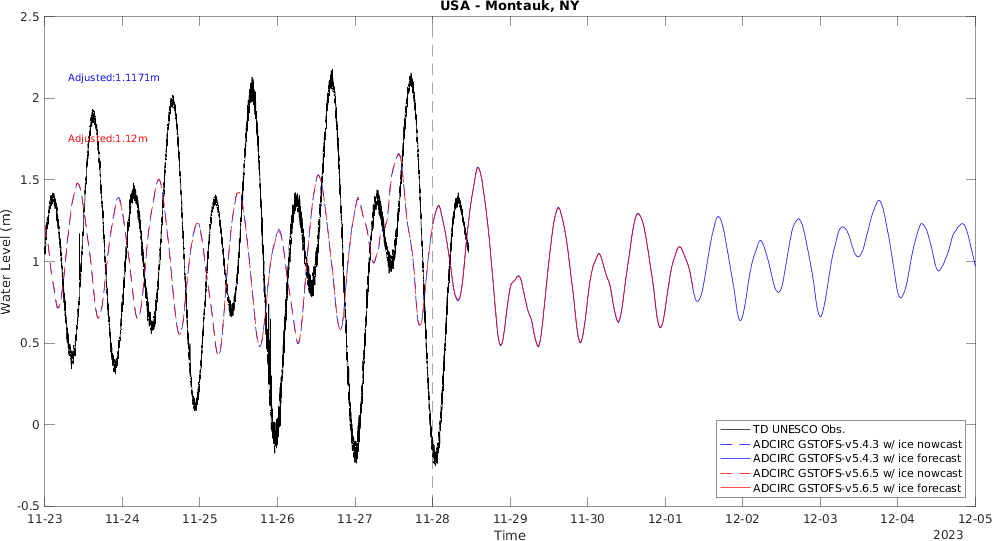 USA - Montauk, NY
2.5
2
1.5
1
0.5
0
-0.5
Water Level (m)
Adjusted:1.1171m
Adjusted:1.12m
TD UNESCO Obs.
ADCIRC GSTOFS-v5.4.3 w/ ice nowcast
ADCIRC GSTOFS-v5.4.3 w/ ice forecast
ADCIRC GSTOFS-v5.6.5 w/ ice nowcast
ADCIRC GSTOFS-v5.6.5 w/ ice forecast
11-23 11-24 11-25 11-26 11-27 11-28 11-29 11-30 12-01 12-02 12-03 12-04 12-05
Time
2023